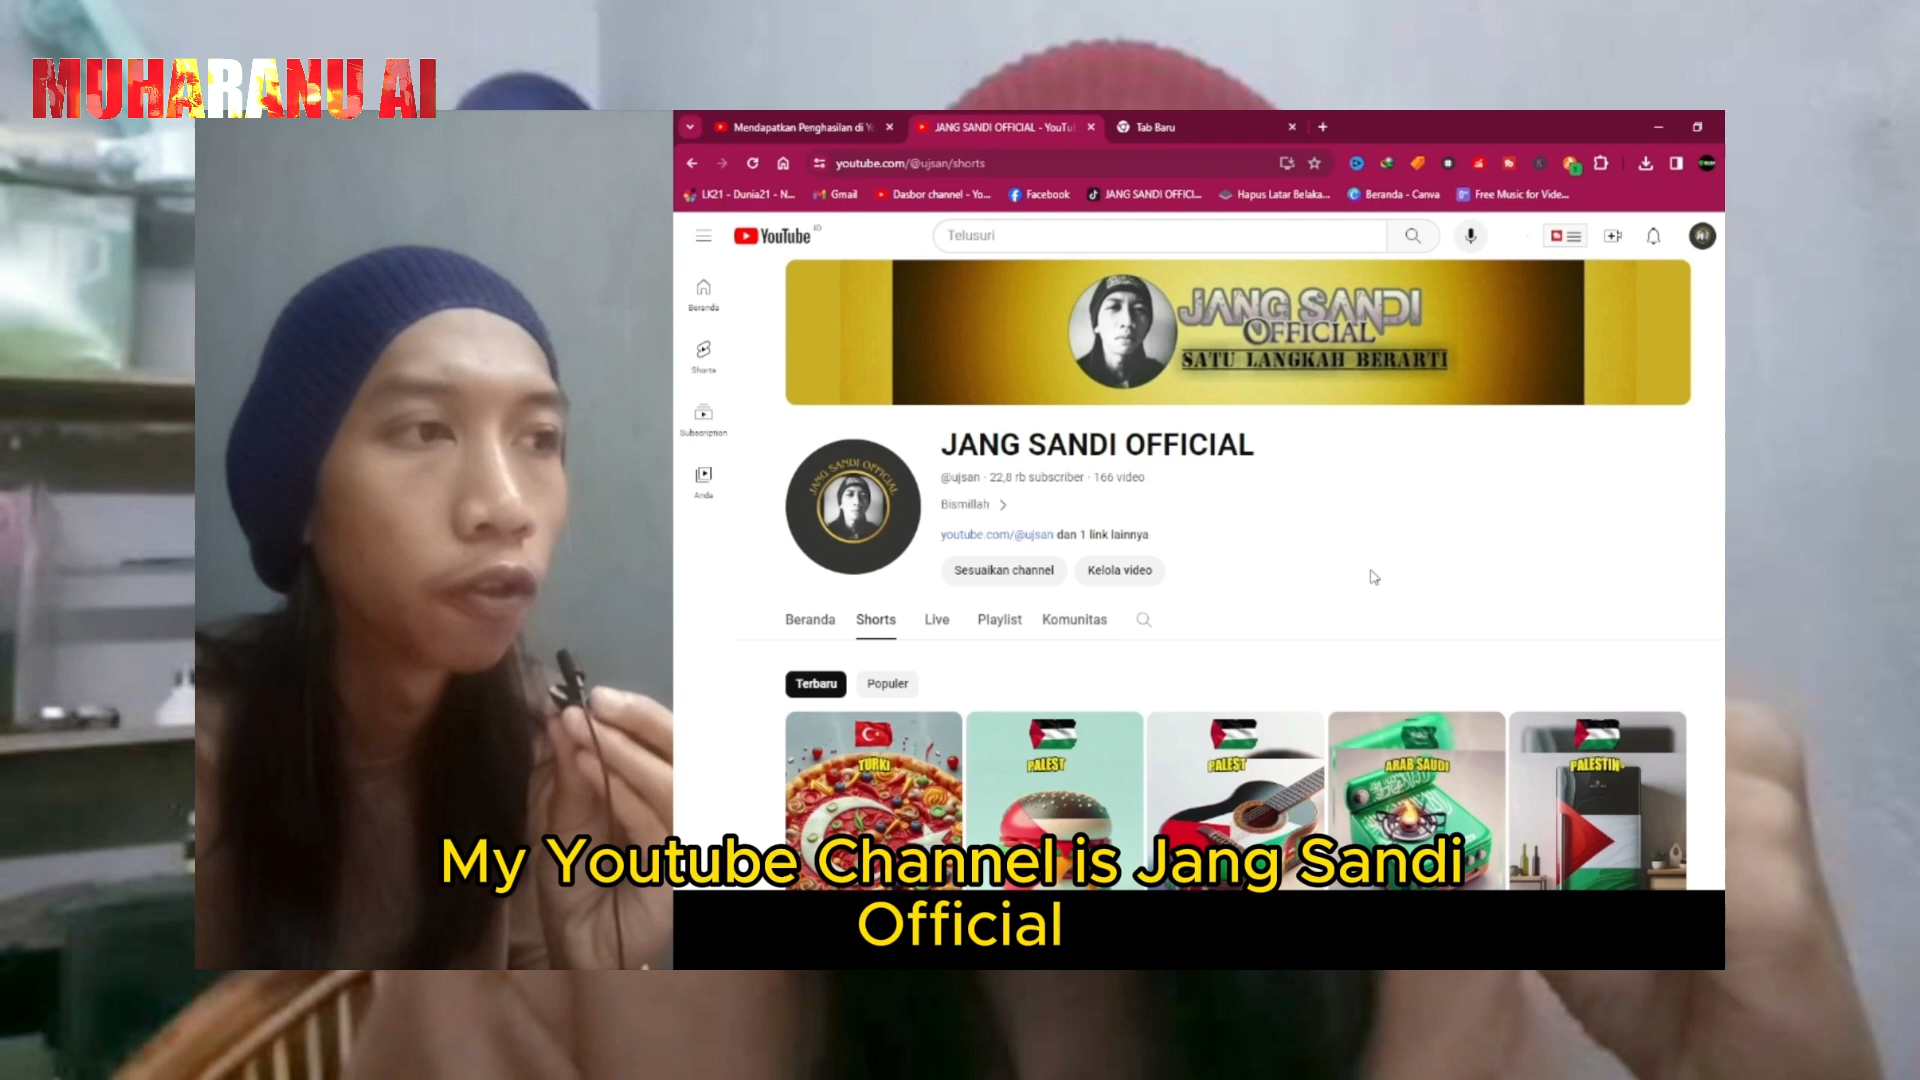 MUHARANU AI
Mendapatkan Penghasilan di Y
JANG SANDI OFFICIAL - YouTu
Tab Baru
youtube.com/@ujsan/shorts
LK21 - Dunia21 - N...
Gmail
Dasbor channel - Yo...
Facebook
JANG SANDI OFFICI...
Hapus Latar Belaka...
Beranda - Canva
Free Music for Vide...
YouTube ID
Telusuri
Beranda
Shorts
Subscription
Anda
JANG SANDI
OFFICIAL
SATU LANGKAH BERARTI
JANG SANDI OFFICIAL
JANG SANDI OFFICIAL
@ujsan · 22,8 rb subscriber · 166 video
Bismillah
youtube.com/@ujsan dan 1 link lainnya
Sesuaikan channel
Kelola video
Beranda
Shorts
Live
Playlist
Komunitas
Terbaru
Populer
TURKI
PALEST
PALEST
ARAB SAUDI
PALESTIN
My Youtube Channel is Jang Sandi
Official